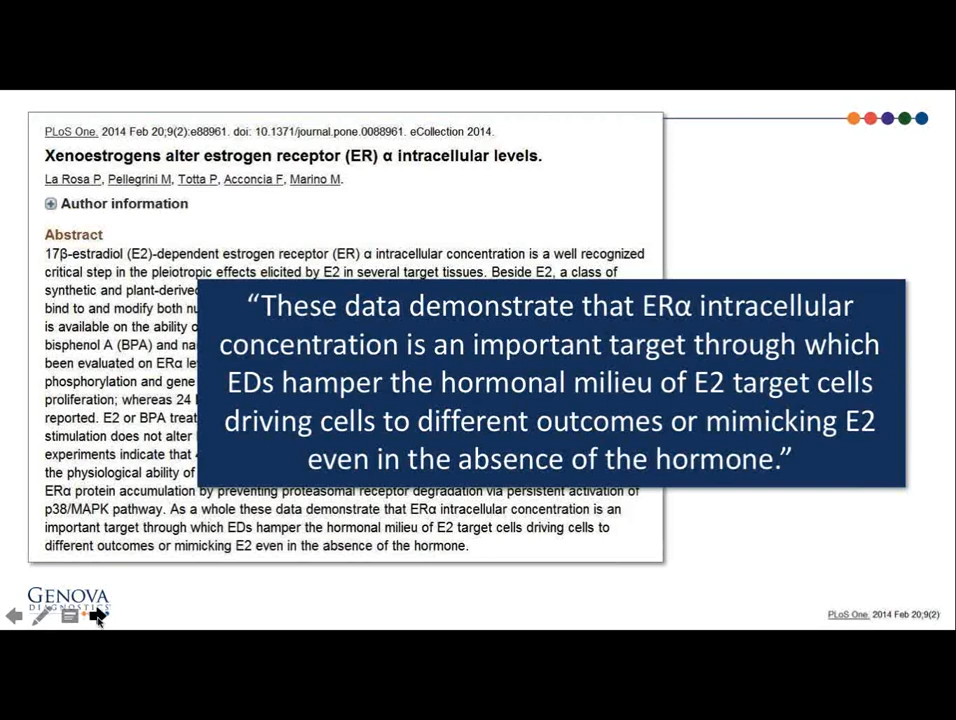 PLoS One. 2014 Feb 20;9(2):e88961. doi: 10.1371/journal.pone.0088961. eCollection 2014.
Xenoestrogens alter estrogen receptor (ER) α intracellular levels.
La Rosa P, Pellegrini M, Totta P, Acconcia F, Marino M.
Author information
Abstract
17β-estradiol (E2)-dependent estrogen receptor (ER) α intracellular concentration is a well recognized
critical step in the pleiotropic effects elicited by E2 in several target tissues. Beside E2, a class of
synthetic and plant-derived
bind to and modify both
is available on the ability
bisphenol A (BPA) and
been evaluated on ERα
phosphorylation and gene
proliferation; whereas 24
reported. E2 or BPA
stimulation does not alter
experiments indicate that
the physiological ability of
ERα protein accumulation by preventing proteasomal receptor degradation via persistent activation of
p38/MAPK pathway. As a whole these data demonstrate that ERα intracellular concentration is an
important target through which EDs hamper the hormonal milieu of E2 target cells driving cells to
different outcomes or mimicking E2 even in the absence of the hormone.
“These data demonstrate that ERα intracellular
concentration is an important target through which
EDs hamper the hormonal milieu of E2 target cells
driving cells to different outcomes or mimicking E2
even in the absence of the hormone.”
GENOVA
DIAGNOSTICS
PLoS One. 2014 Feb 20;9(2)